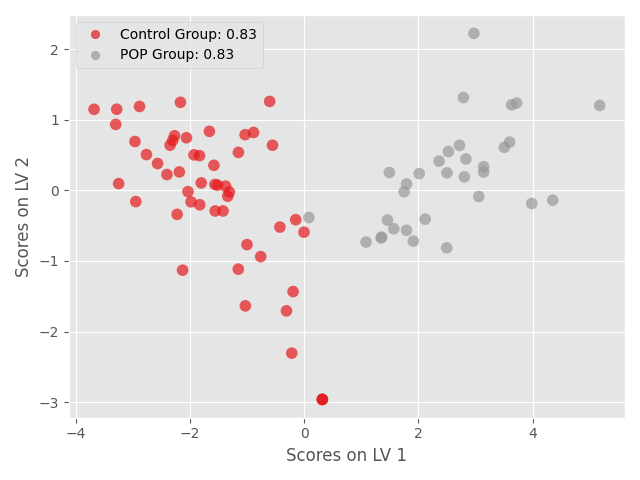 Control Group: 0.83
POP Group: 0.83
2
1
0
−1
−2
−3
Scores on LV 2
−4
−2
0
2
4
Scores on LV 1